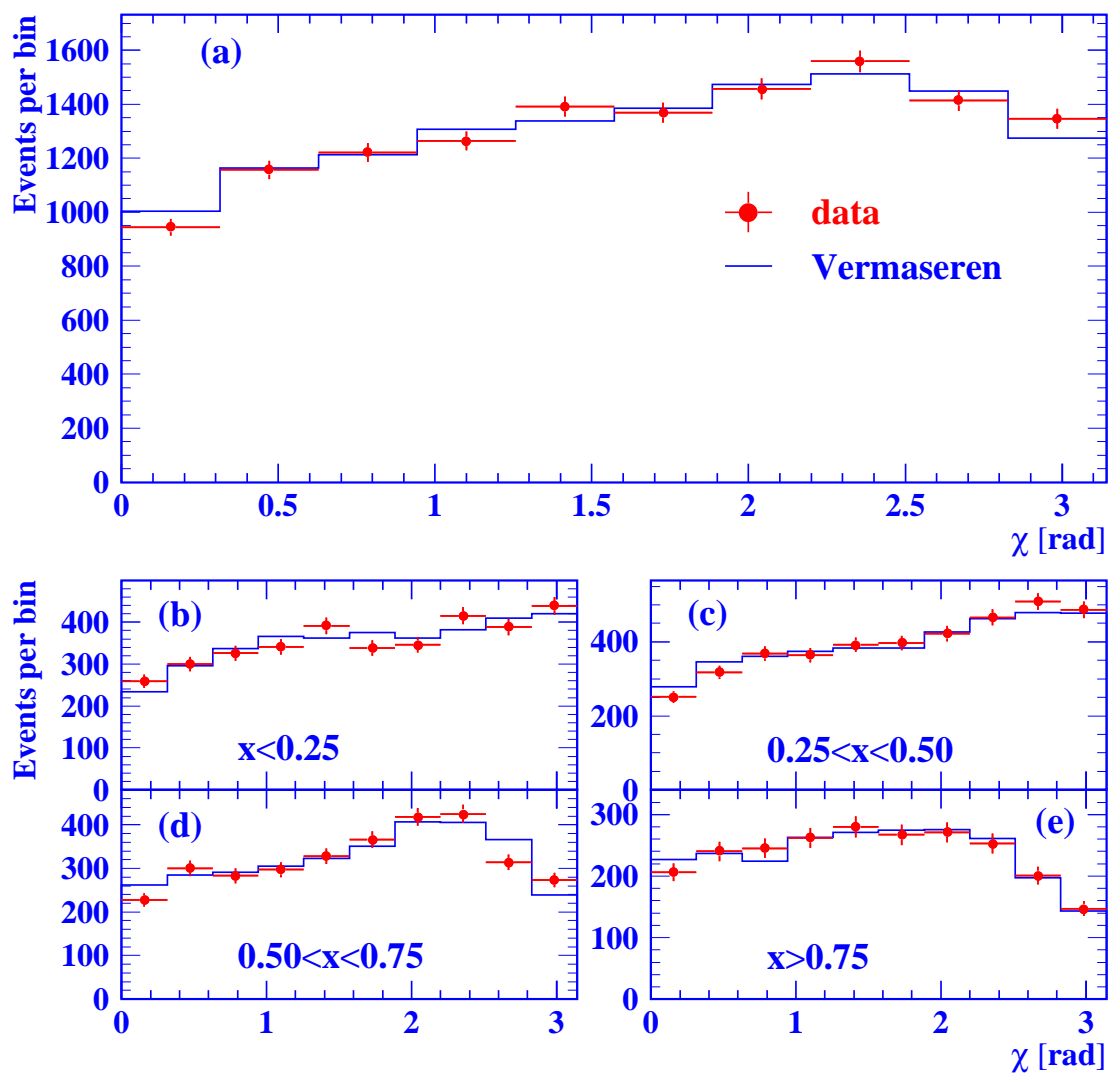 Events per bin
(a)
1600
1400
1200
1000
800
600
400
200
0
data
Vermaseren
0 0.5 1 1.5 2 2.5 3
χ [rad]
Events per bin
(b)
400
300
200
100
0
x<0.25
(c)
400
200
0
0.25<x<0.50
(d)
400
300
200
100
0
0.50<x<0.75
0 1 2 3
(e)
300
200
100
0
x>0.75
0 1 2 3
χ [rad]